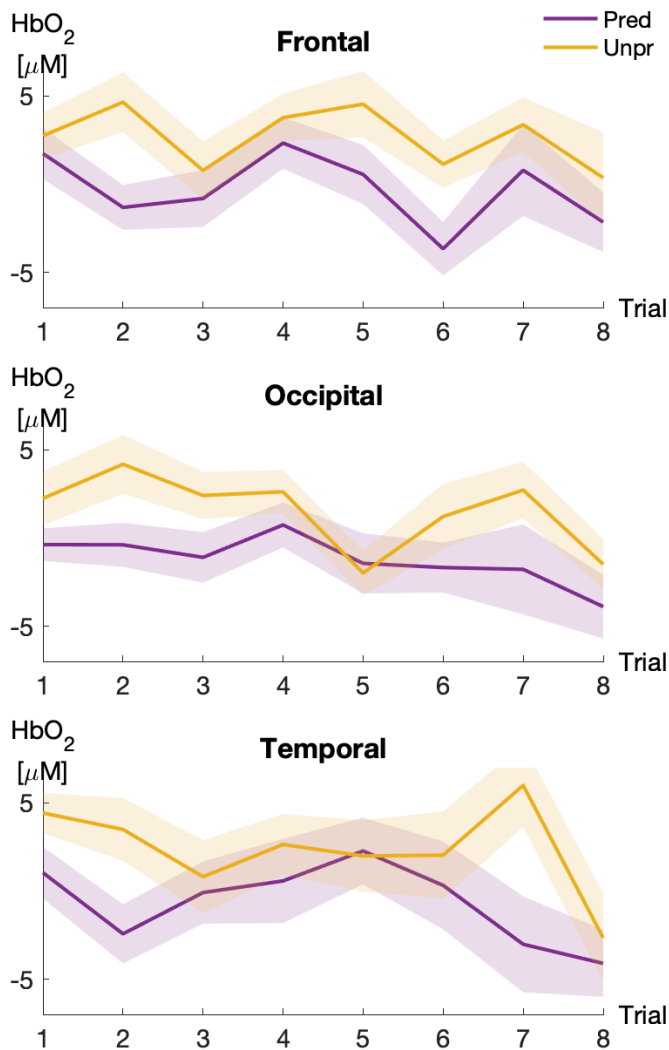 HbO2
[μM]
Frontal
Pred
Unpr
5
-5
1 2 3 4 5 6 7 8
Trial
HbO2
[μM]
Occipital
5
-5
1 2 3 4 5 6 7 8
Trial
HbO2
[μM]
Temporal
5
-5
1 2 3 4 5 6 7 8
Trial